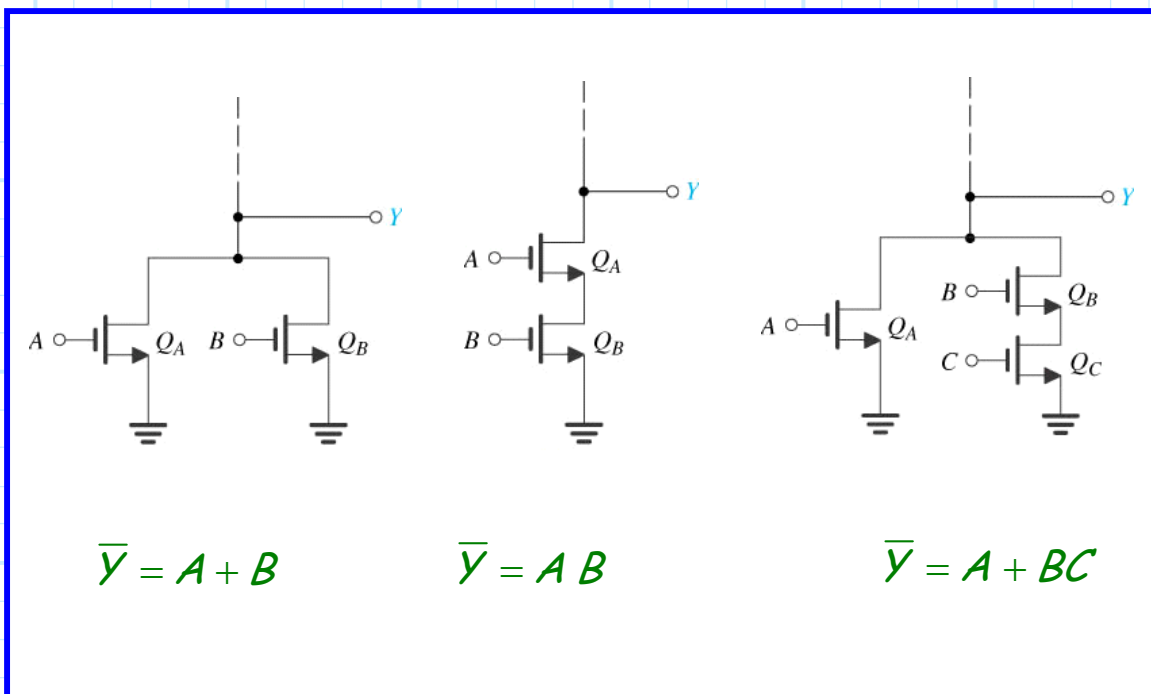 Y
A Q_A B Q_B
Y
A Q_A
B Q_B
Y
A Q_A
B Q_B
C Q_C
Y̅ = A + B
Y̅ = A B
Y̅ = A + BC